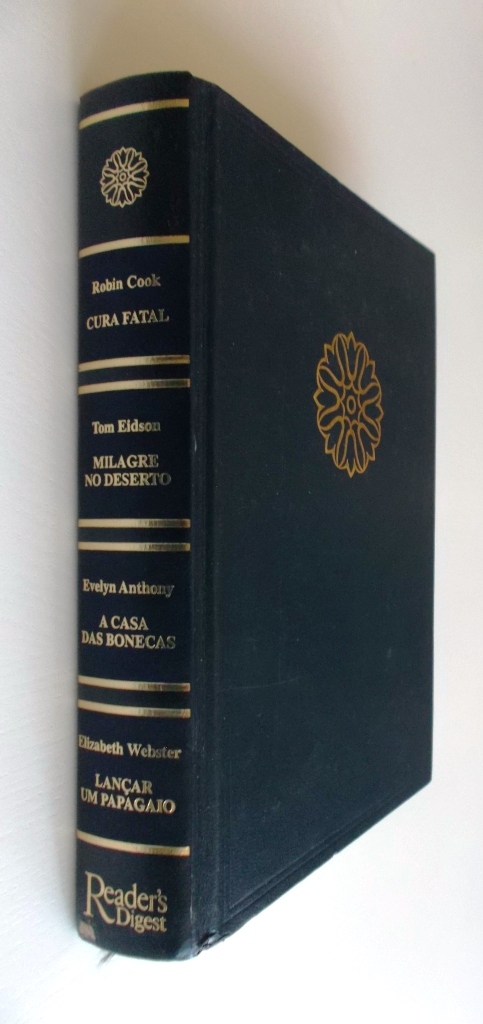 Robin Cook
CURA FATAL
Tom Eidson
MILAGRE
NO DESERTO
Evelyn Anthony
A CASA
DAS BONECAS
Elizabeth Webster
LANÇAR
UM PAPAGAIO
Reader's
Digest